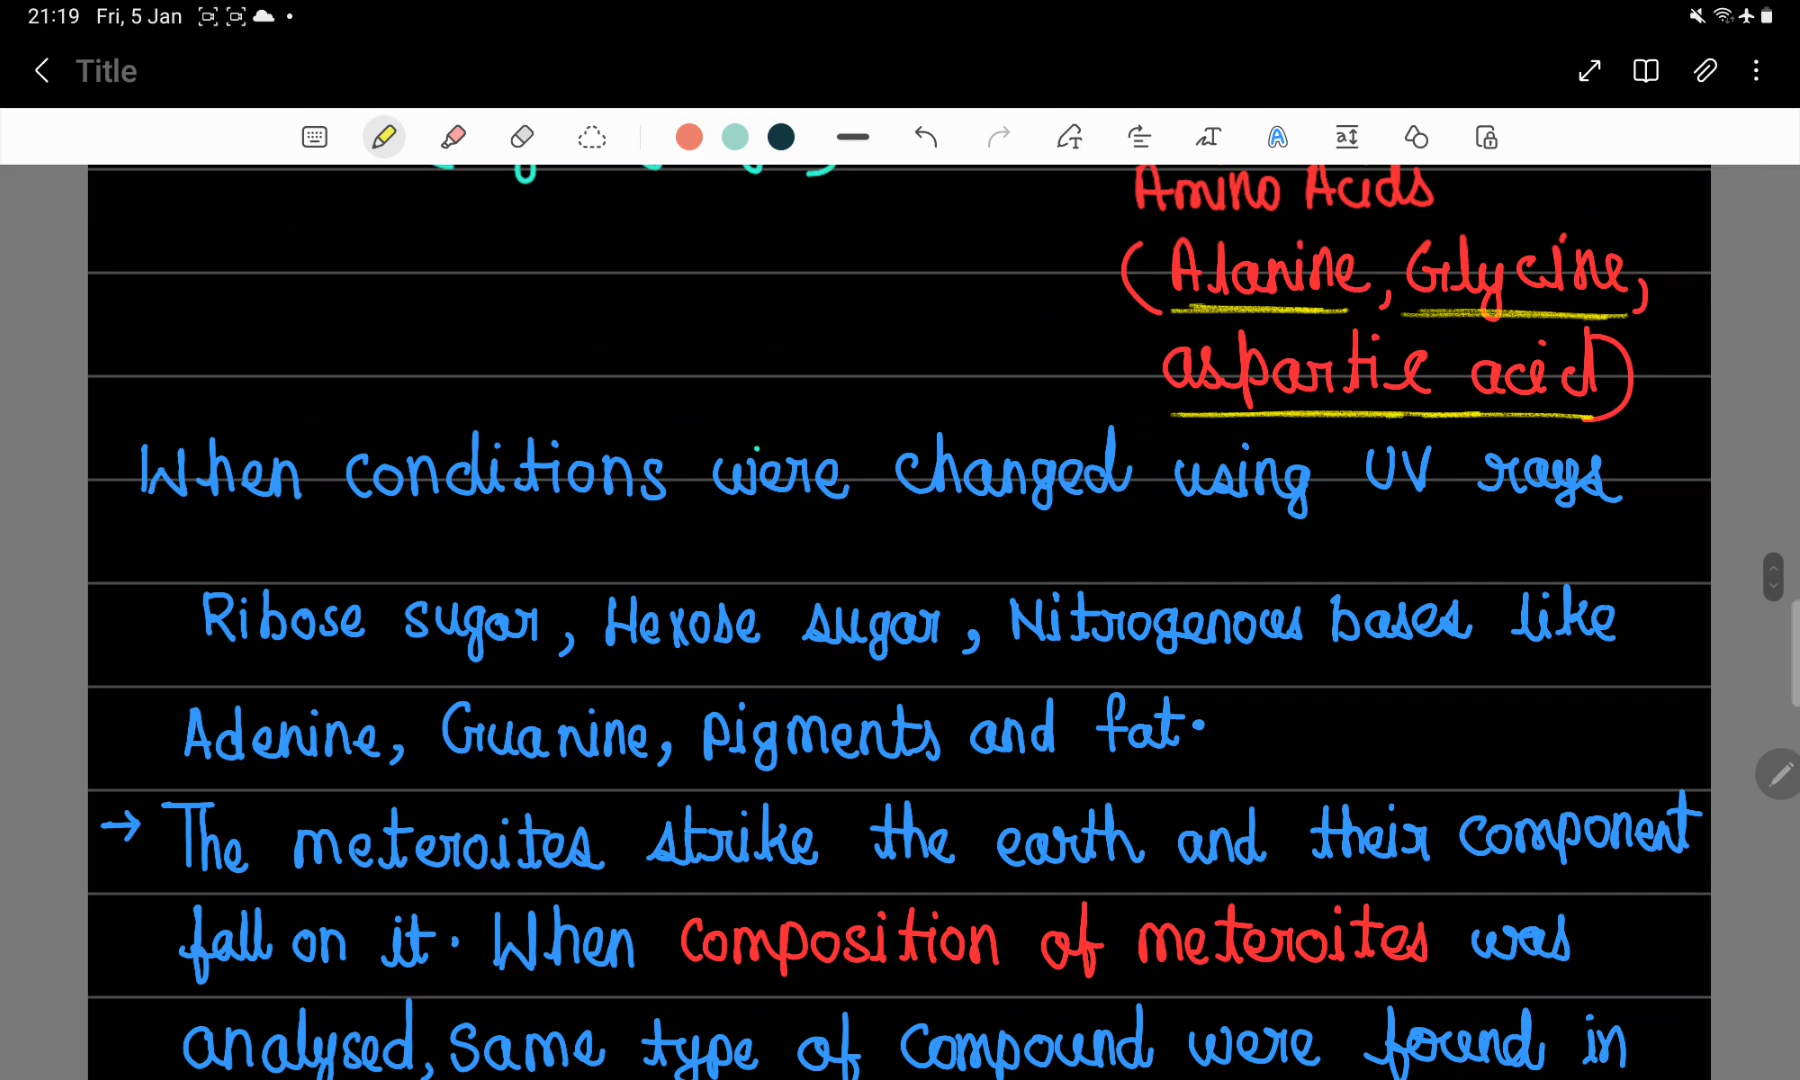 21:19 Fri, 5 Jan
Title
Amino Acids
(Alanine, Glycine,
aspartic acid)
When conditions were changed using UV rays
Ribose sugar, Hexose sugar, Nitrogenous bases like
Adenine, Guanine, pigments and fat.
→ The meteroites strike the earth and their component
fall on it. When composition of meteroites was
analysed, same type of compound were found in